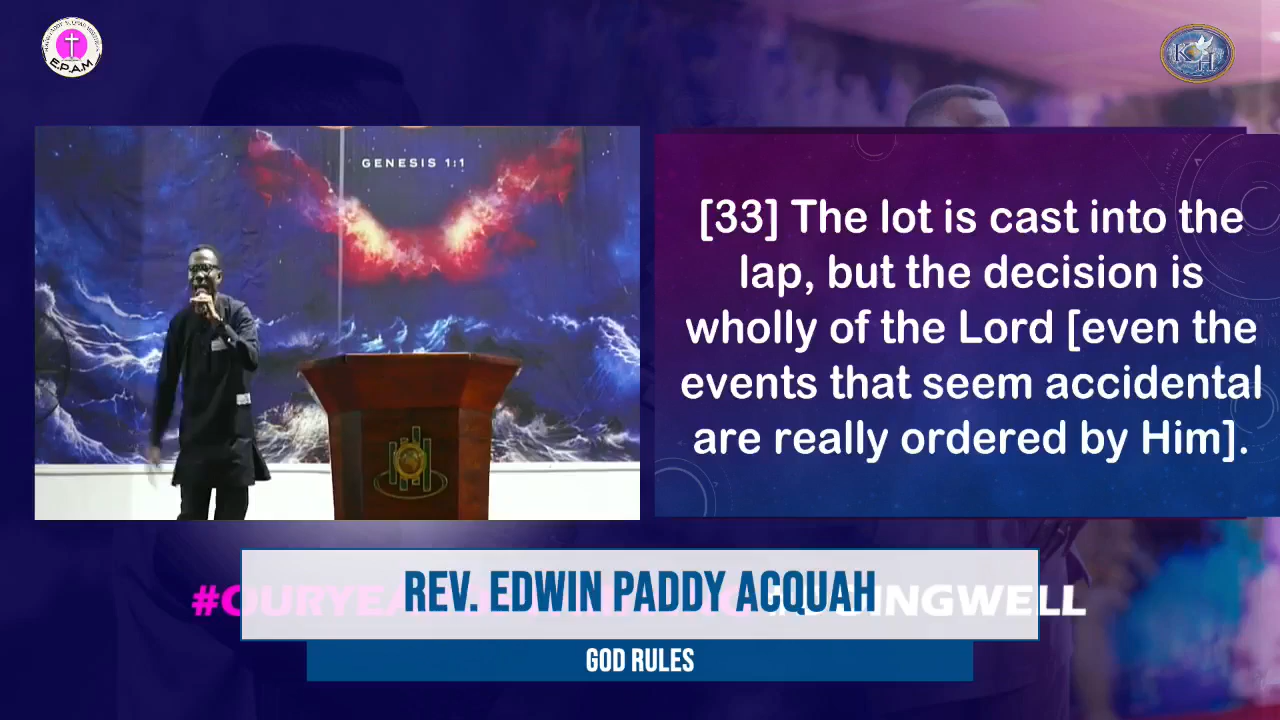 E.P.A.M
KH
GENESIS 1:1
[33] The lot is cast into the
lap, but the decision is
wholly of the Lord [even the
events that seem accidental
are really ordered by Him].
REV. EDWIN PADDY ACQUAH
GOD RULES